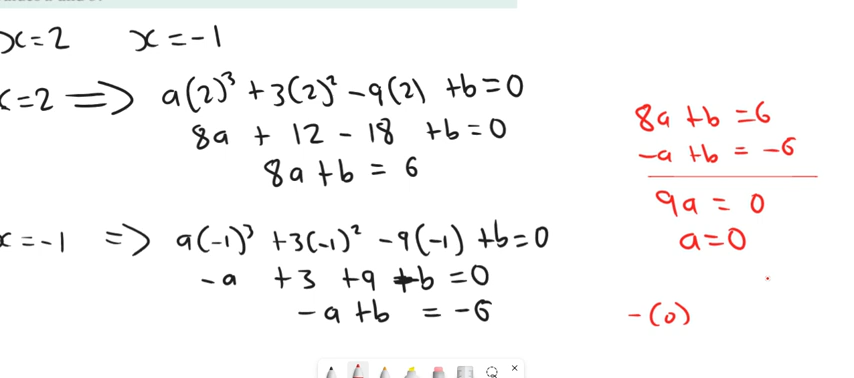 x=2 x=-1
x=2 ⟹ a(2)³ +3(2)² -9(2) +b=0
8a + 12 - 18 +b=0
8a+b = 6
x=-1 ⟹ a(-1)³ +3(-1)² -9(-1) +b=0
-a +3 +9 +b=0
-a+b = -6
8a+b=6
-a+b=-6
9a=0
a=0
-(0)